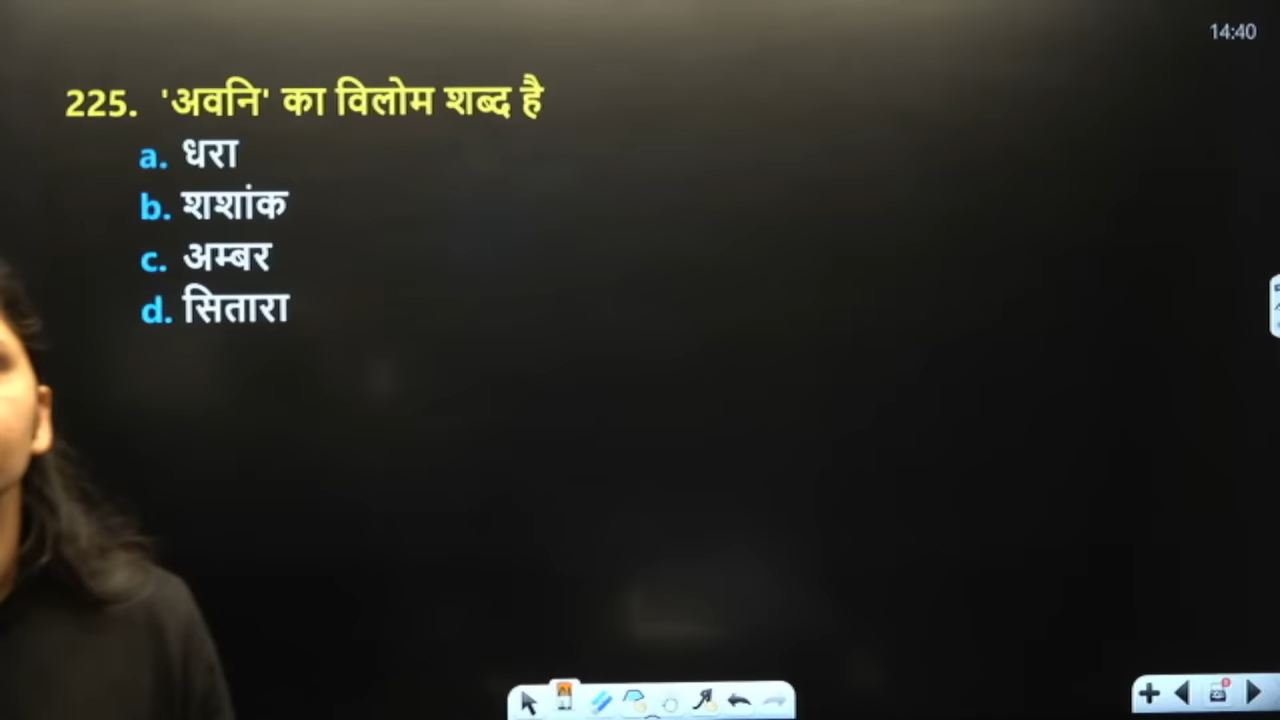 14:40
225. 'अवनि' का विलोम शब्द है
a. धरा
b. शशांक
c. अम्बर
d. सितारा